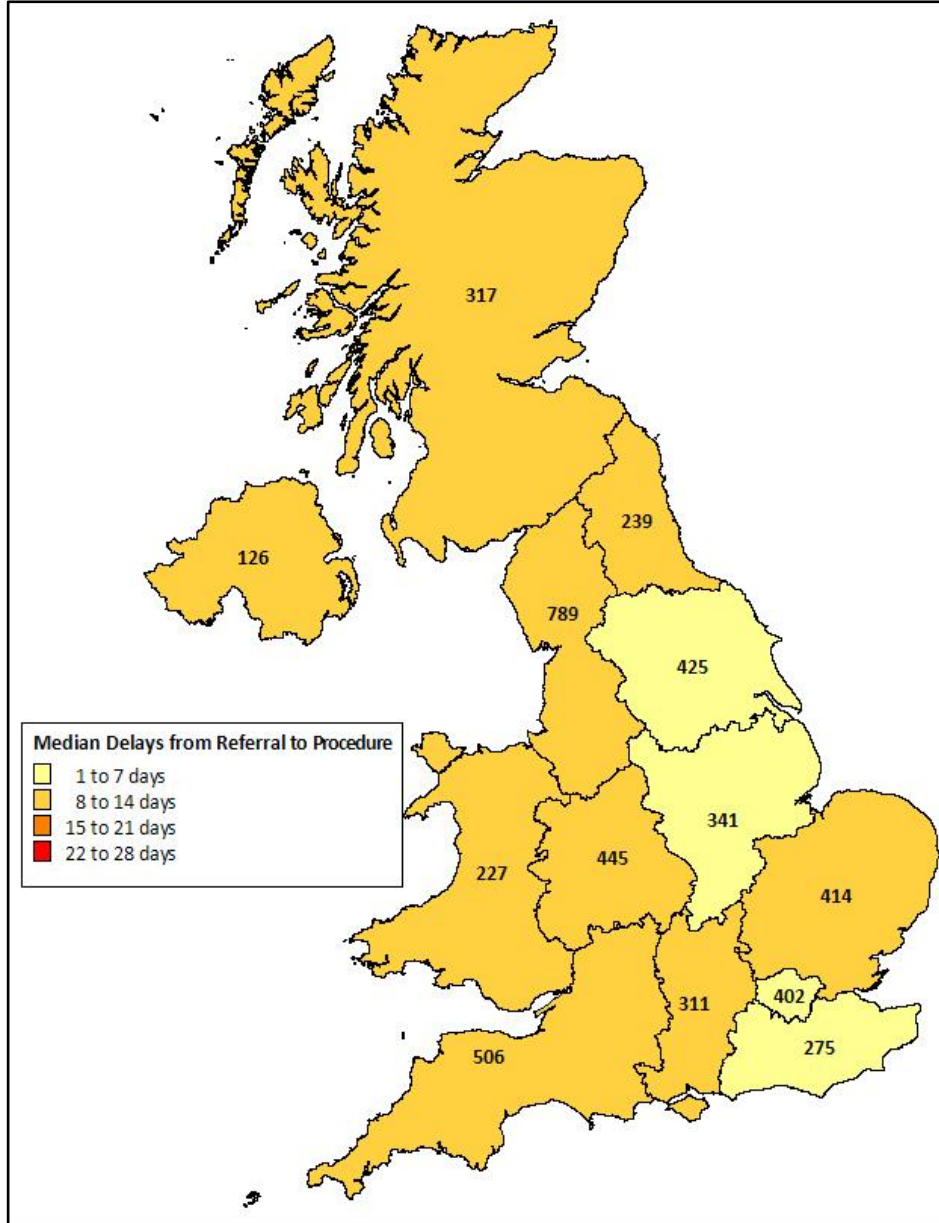 317
239
126
789
425
Median Delays from Referral to Procedure
1 to 7 days
8 to 14 days
15 to 21 days
22 to 28 days
341
445
227
414
402
311
275
506